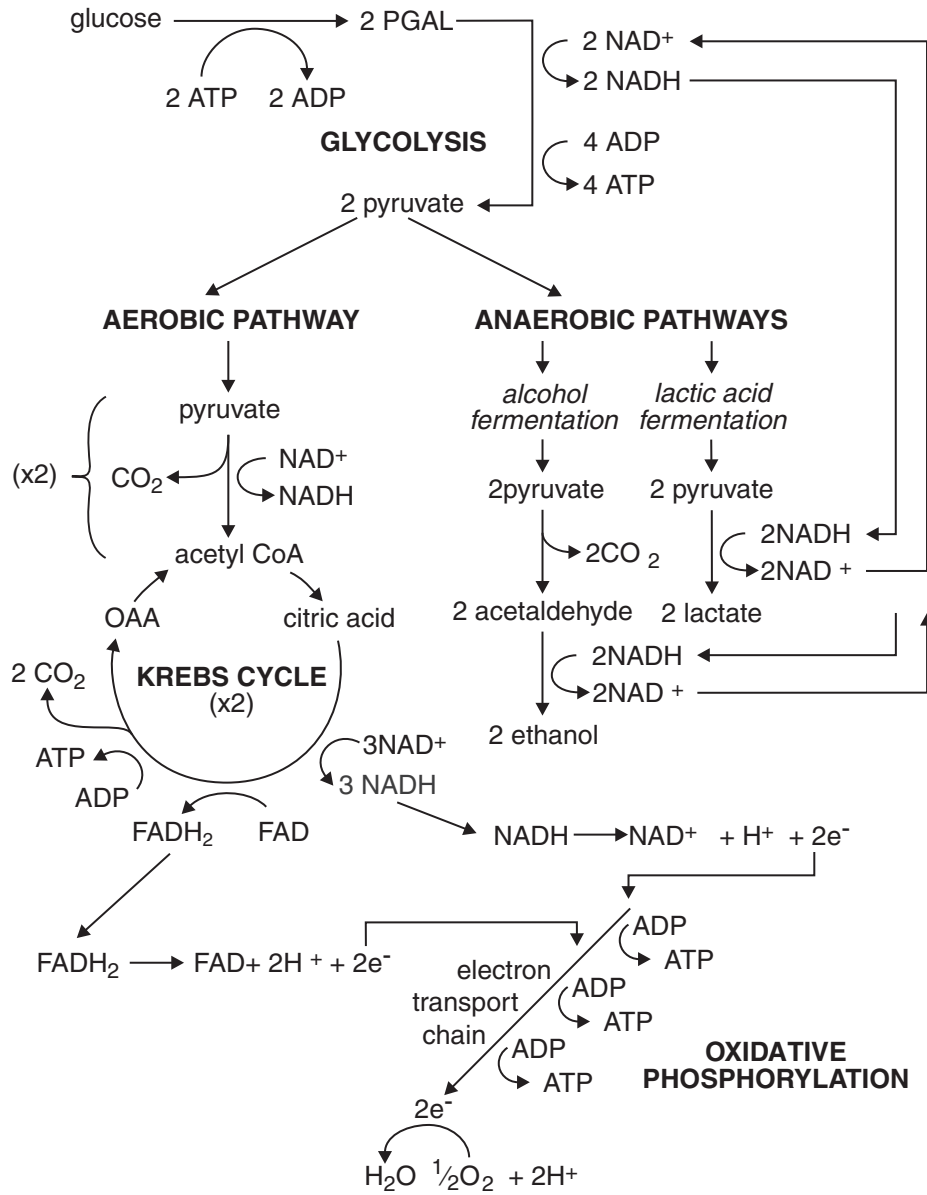 glucose 2 PGAL
2 NAD⁺
2 NADH
2 ATP 2 ADP
GLYCOLYSIS
4 ADP
4 ATP
2 pyruvate
AEROBIC PATHWAY
ANAEROBIC PATHWAYS
alcohol
fermentation
lactic acid
fermentation
pyruvate
(x2)
CO₂
NAD⁺
NADH
acetyl CoA
2pyruvate
2CO ₂
2 acetaldehyde
2NADH
2NAD ⁺
2 ethanol
2 pyruvate
2NADH
2NAD ⁺
2 lactate
OAA
citric acid
KREBS CYCLE
(x2)
2 CO₂
ATP
ADP
3NAD⁺
3 NADH
FADH₂ FAD
NADH NAD⁺ + H⁺ + 2e⁻
FADH₂ FAD+ 2H ⁺ + 2e⁻
electron
transport
chain
ADP
ATP
ADP
ATP
ADP
ATP
OXIDATIVE
PHOSPHORYLATION
2e⁻
H₂O ½O₂ + 2H⁺